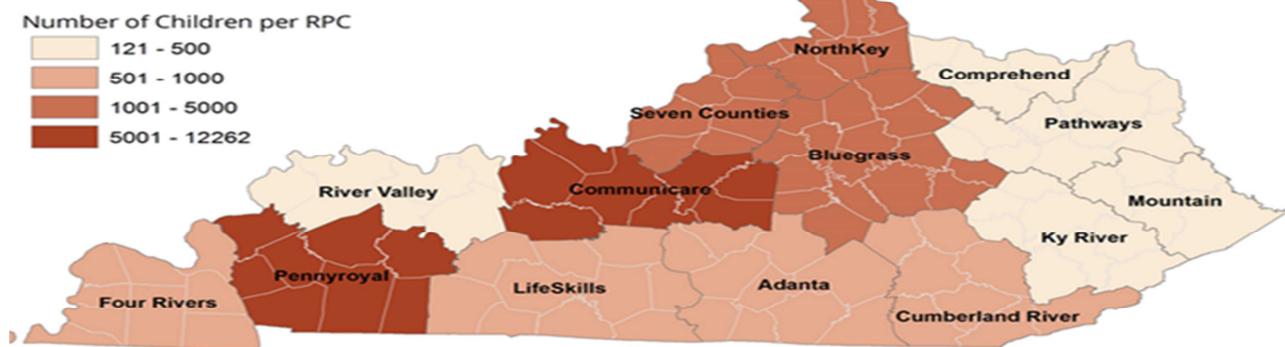 Number of Children per RPC
121 - 500
501 - 1000
1001 - 5000
5001 - 12262
NorthKey
Comprehend
Seven Counties
Pathways
Bluegrass
River Valley
Communicare
Mountain
Ky River
Pennyroyal
LifeSkills
Adanta
Four Rivers
Cumberland River